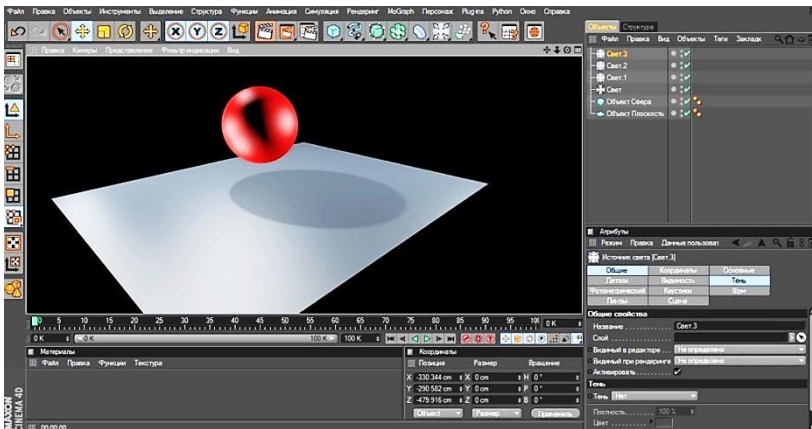 Файл Правка Объекты Инструменты Выделение Структура Функции Анимация Симуляция Рендеринг MoGraph Персонаж Plug-ins Python Окно Справка
Правка Камеры Представление Фильтр индикации Вид
Объекты Структура
Файл Правка Вид Объекты Теги Закладк
Свет.3
Свет.2
Свет.1
Свет
Объект Сфера
Объект Плоскость
Атрибуты
Режим Правка Данные пользоват
Источник света [Свет.3]
Общие Координаты Основные
Детали Видимость Тень
Фотометрический Каустики Шум
Линзы Сцена
Общие свойства
Название Свет.3
Слой
Видимый в редакторе Не определено
Видимый при рендеринге Не определено
Активировать
Тень
Тень Нет
Плотность 100 %
Цвет
0 5 10 15 20 25 30 35 40 45 50 55 60 65 70 75 80 85 90 95 10( 0 K
0 K 0 K 100 K 100 K
Материалы
Файл Правка Функции Текстура
Координаты
Позиция Размер Вращение
X -330.344 cm X 0 cm H 0 °
Y -290.582 cm Y 0 cm P 0 °
Z -479.916 cm Z 0 cm B 0 °
Объект Размер Применить
MAXON
CINEMA 4D
00:00:00